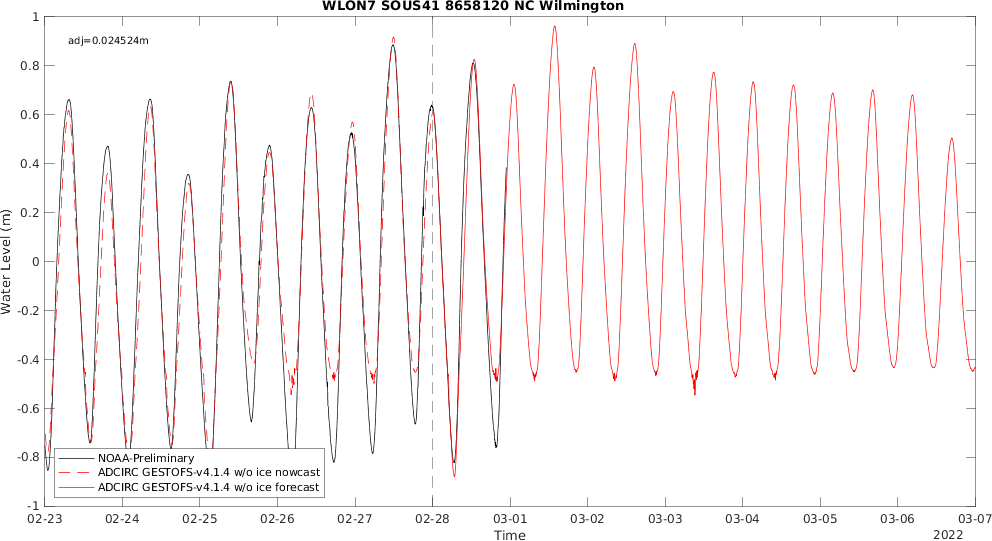 WLON7 SOUS41 8658120 NC Wilmington
adj=0.024524m
Water Level (m)
1
0.8
0.6
0.4
0.2
0
-0.2
-0.4
-0.6
-0.8
-1
NOAA-Preliminary
ADCIRC GESTOFS-v4.1.4 w/o ice nowcast
ADCIRC GESTOFS-v4.1.4 w/o ice forecast
02-23 02-24 02-25 02-26 02-27 02-28 03-01 03-02 03-03 03-04 03-05 03-06 03-07
Time
2022